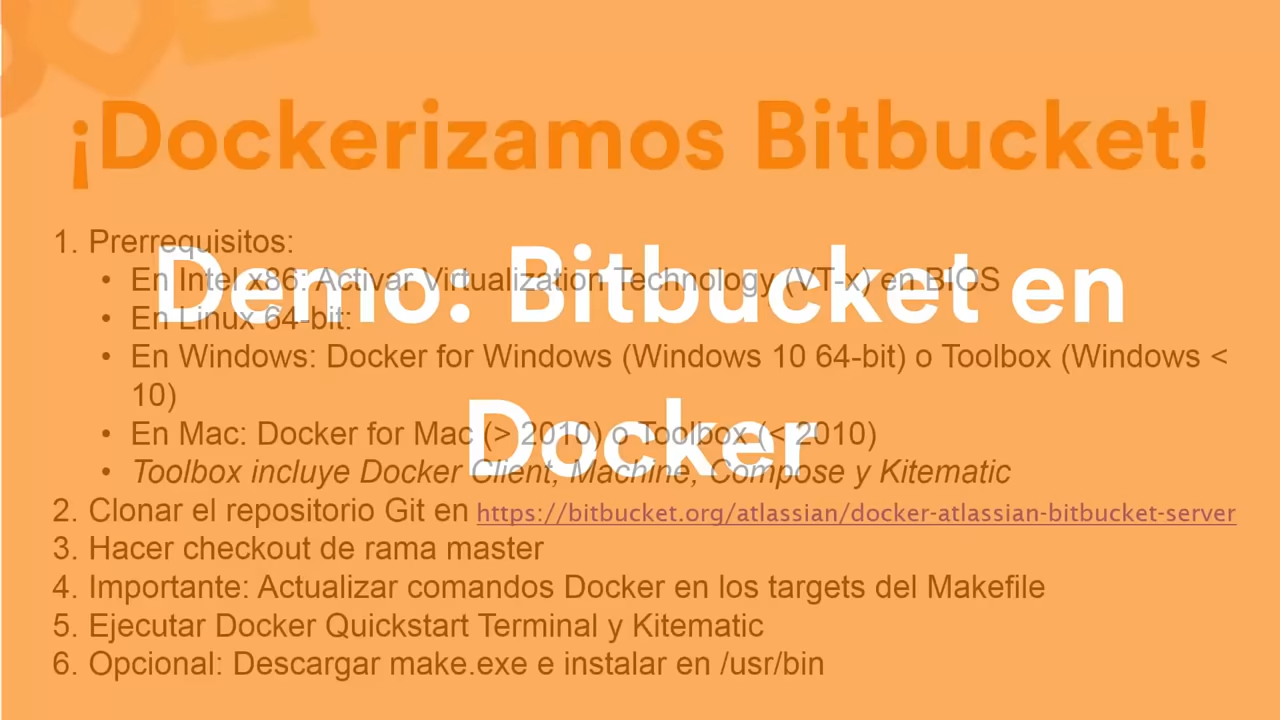 ¡Dockerizamos Bitbucket!
1. Prerrequisitos:
• En Intel x86: Activar Virtualization Technology (VT-x) en BIOS
• En Linux 64-bit:
• En Windows: Docker for Windows (Windows 10 64-bit) o Toolbox (Windows <
10)
• En Mac: Docker for Mac (> 2010) o Toolbox (< 2010)
• Toolbox incluye Docker Client, Machine, Compose y Kitematic
2. Clonar el repositorio Git en https://bitbucket.org/atlassian/docker-atlassian-bitbucket-server
3. Hacer checkout de rama master
4. Importante: Actualizar comandos Docker en los targets del Makefile
5. Ejecutar Docker Quickstart Terminal y Kitematic
6. Opcional: Descargar make.exe e instalar en /usr/bin
Demo: Bitbucket en
Docker